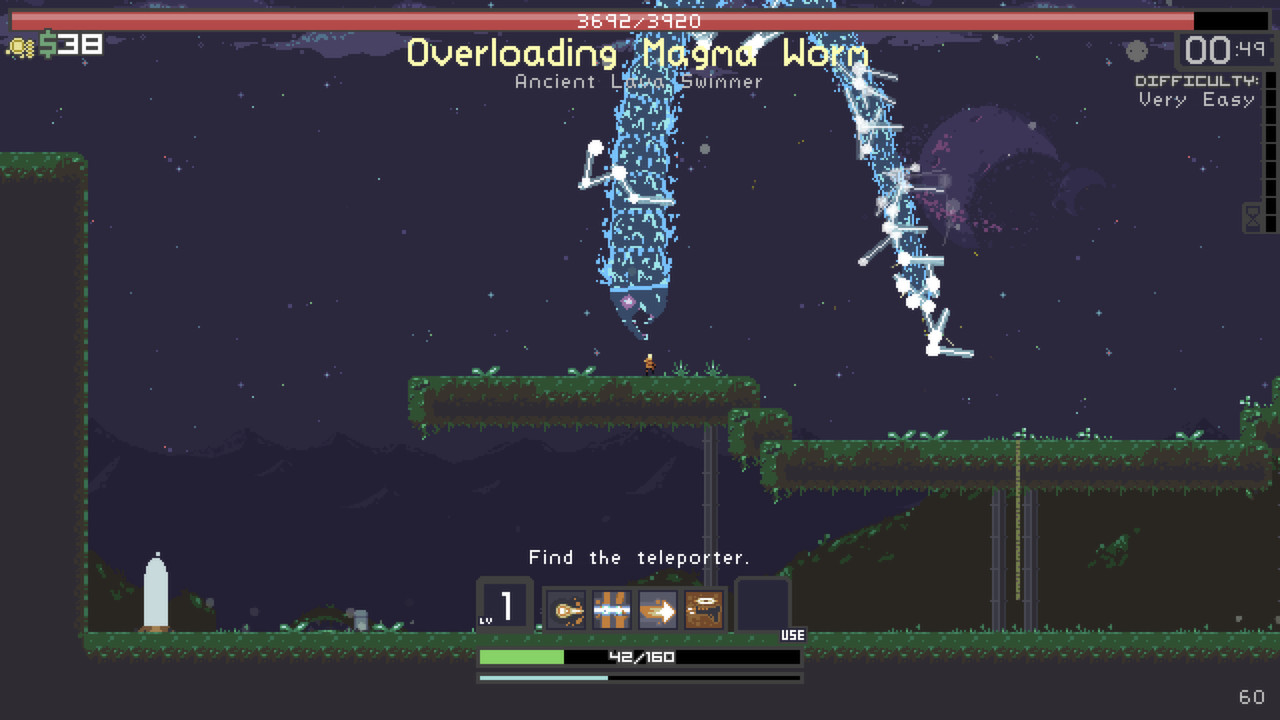 3692/3920
$38
Overloading Magma Worm
Ancient Lava Swimmer
00:49
DIFFICULTY:
Very Easy
Find the teleporter.
LV 1
USE
42/160
60